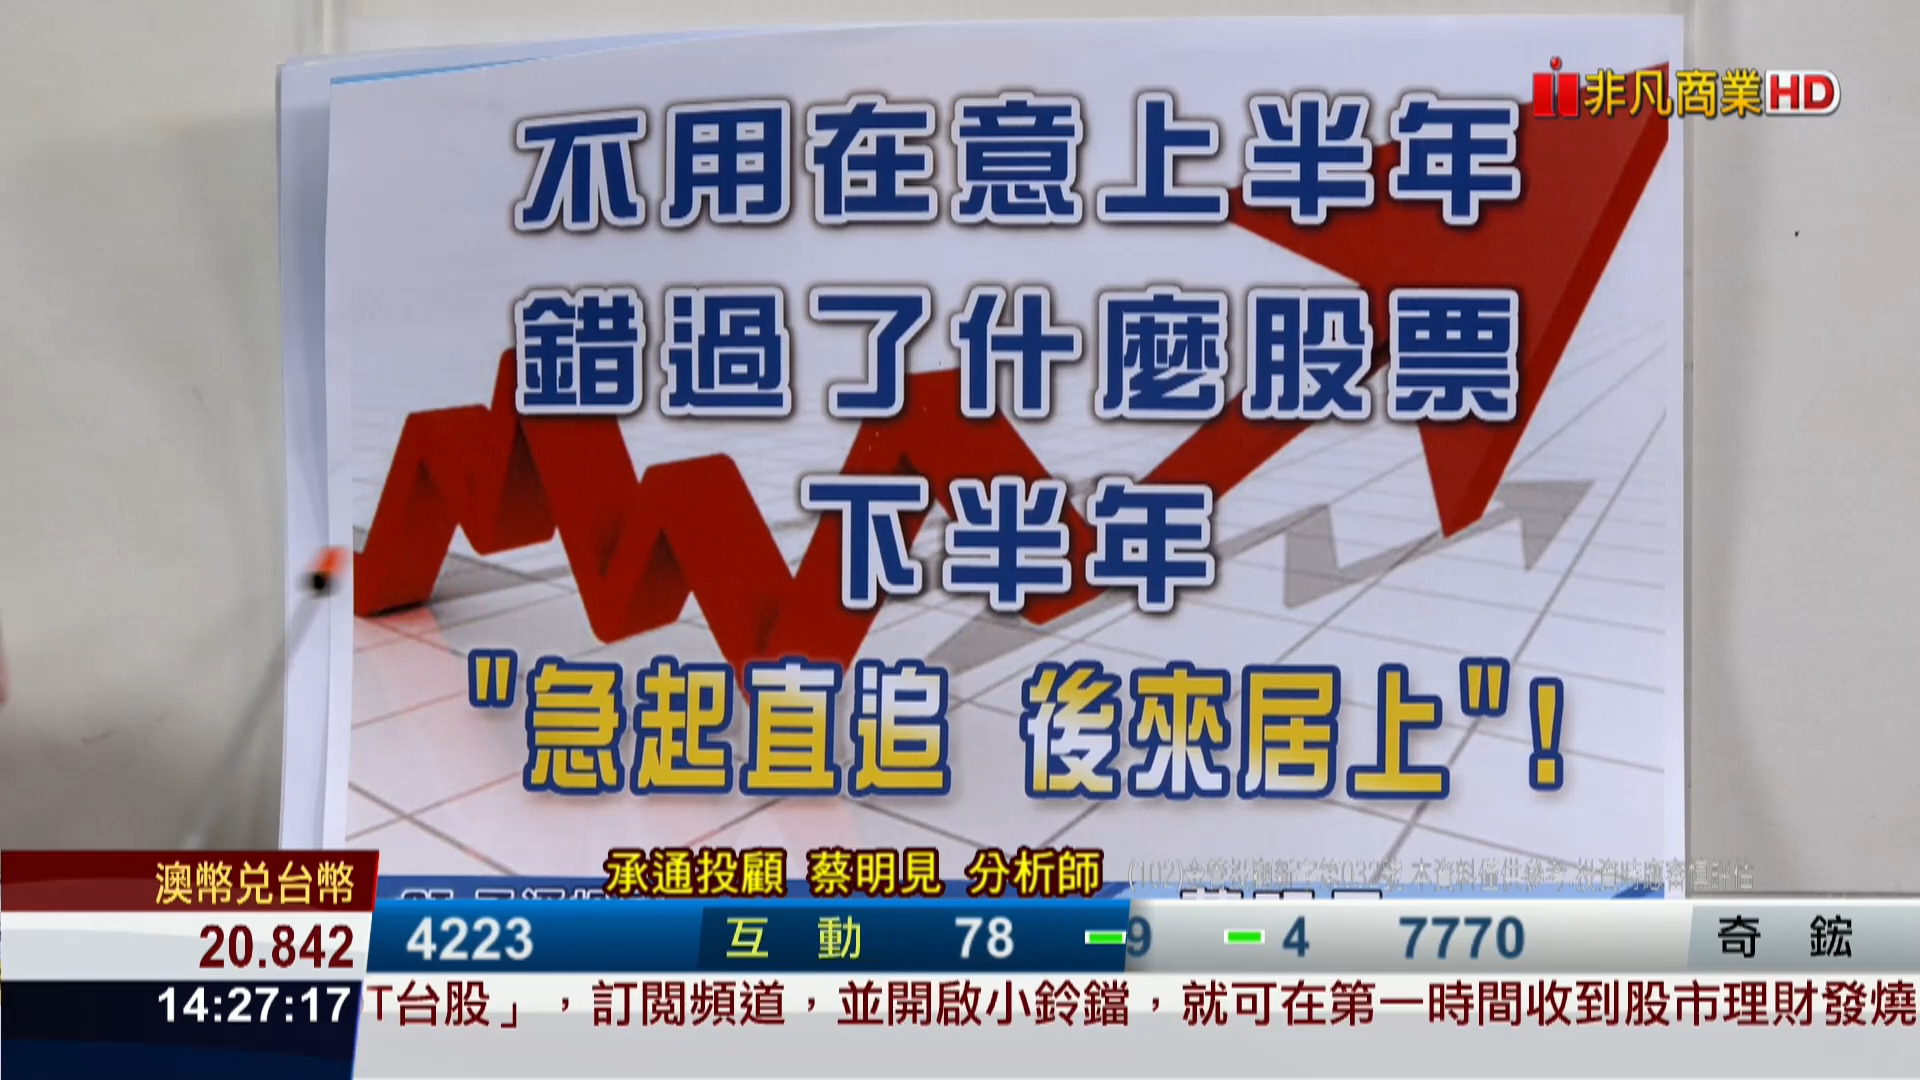 非凡商業HD
不用在意上半年
錯過了什麼股票
下半年
"急起直追 後來居上"!
承通投顧 蔡明見 分析師
澳幣兌台幣
20.842
4223 互動 78 9 4 7770 奇鋐
14:27:17
T台股」，訂閱頻道，並開啟小鈴鐺，就可在第一時間收到股市理財發燒